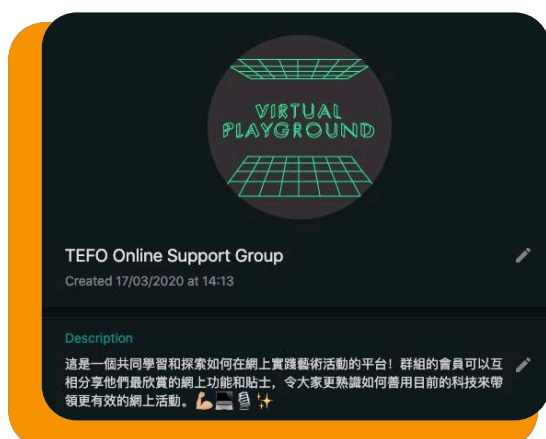 VIRTUAL
PLAYGROUND
TEFO Online Support Group
Created 17/03/2020 at 14:13
Description
這是一個共同學習和探索如何在網上實踐藝術活動的平台！群組的會員可以互
相分享他們最欣賞的網上功能和貼士，令大家更熟識如何善用目前的科技來帶
領更有效的網上活動。💪🏼💻🎙️✨